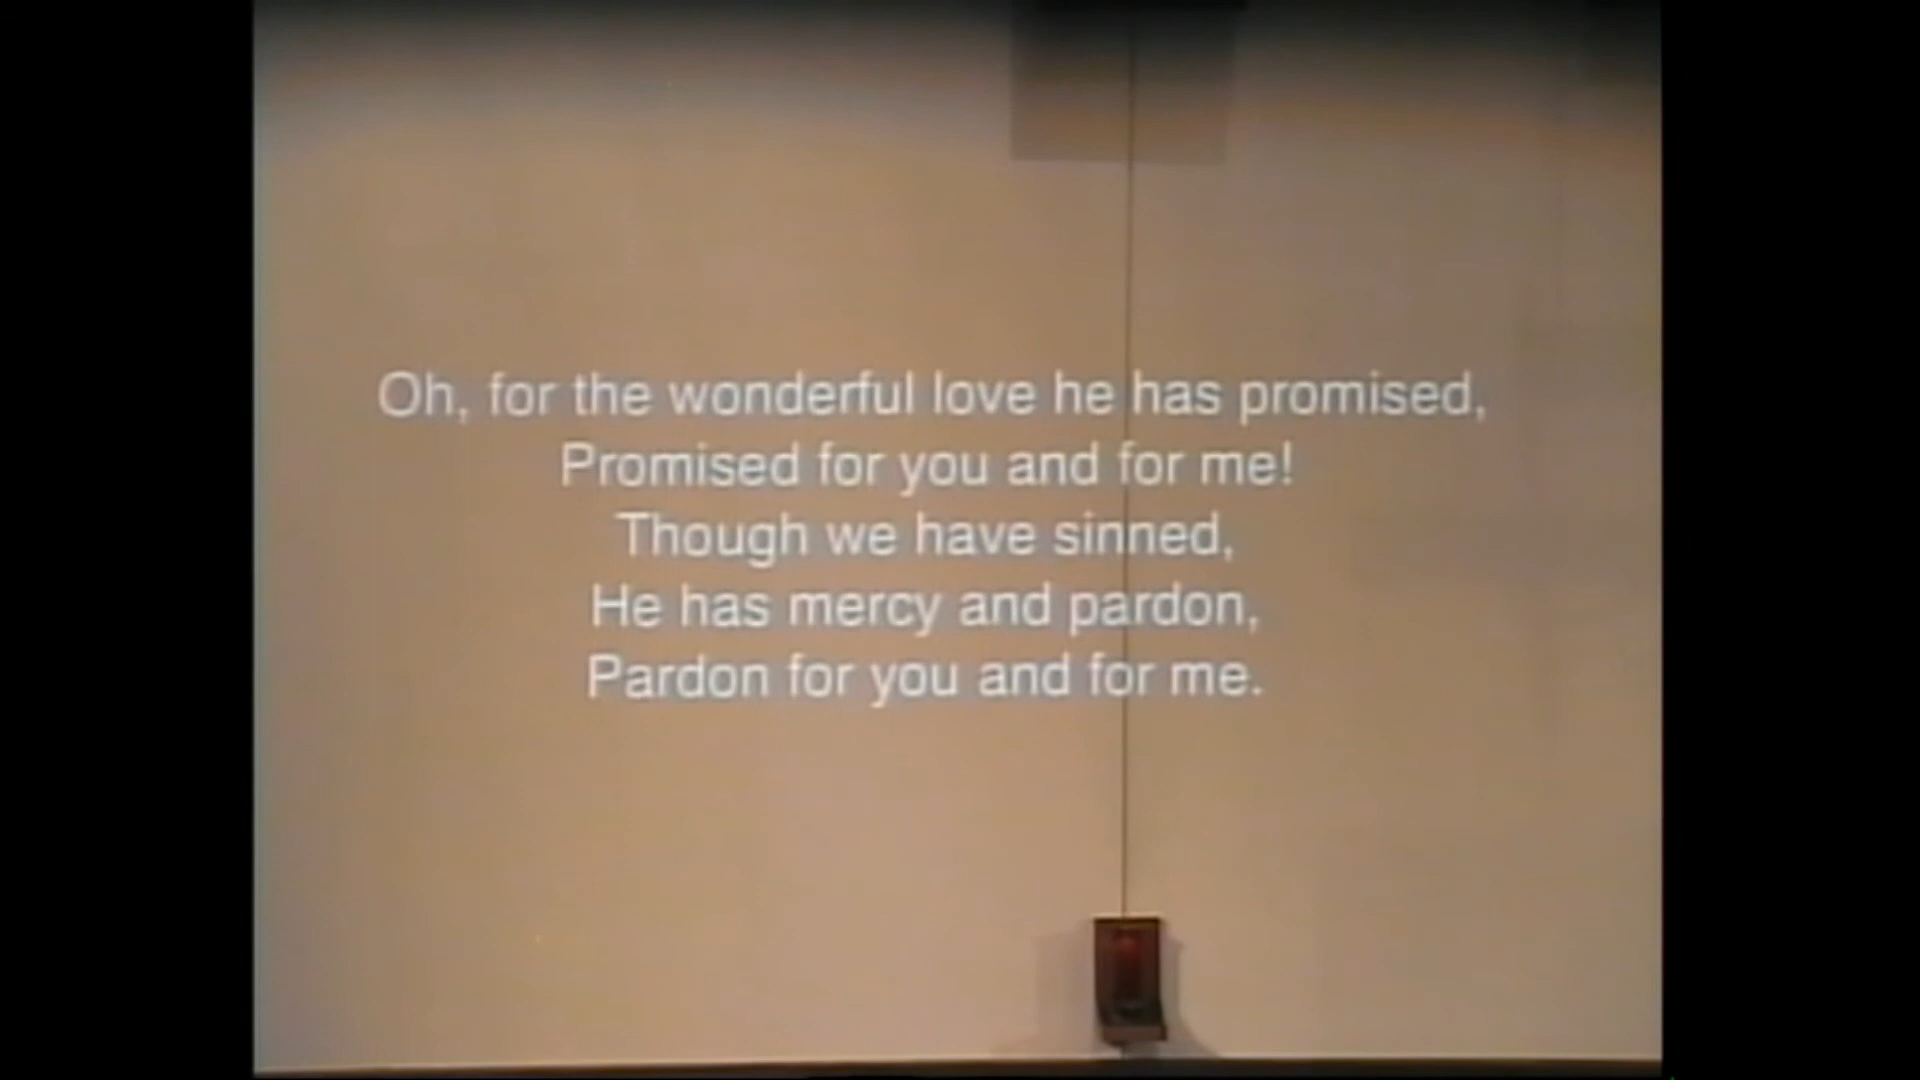 Oh, for the wonderful love he has promised,
Promised for you and for me!
Though we have sinned,
He has mercy and pardon,
Pardon for you and for me.